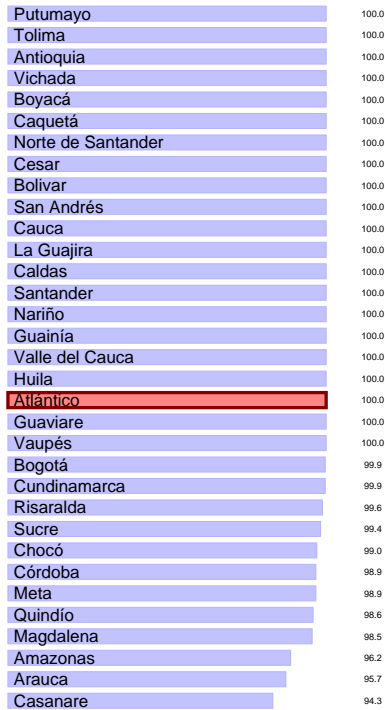 Putumayo 100.0
Tolima 100.0
Antioquia 100.0
Vichada 100.0
Boyacá 100.0
Caquetá 100.0
Norte de Santander 100.0
Cesar 100.0
Bolivar 100.0
San Andrés 100.0
Cauca 100.0
La Guajira 100.0
Caldas 100.0
Santander 100.0
Nariño 100.0
Guainía 100.0
Valle del Cauca 100.0
Huila 100.0
Atlántico 100.0
Guaviare 100.0
Vaupés 100.0
Bogotá 99.9
Cundinamarca 99.9
Risaralda 99.6
Sucre 99.4
Chocó 99.0
Córdoba 98.9
Meta 98.9
Quindío 98.6
Magdalena 98.5
Amazonas 96.2
Arauca 95.7
Casanare 94.3